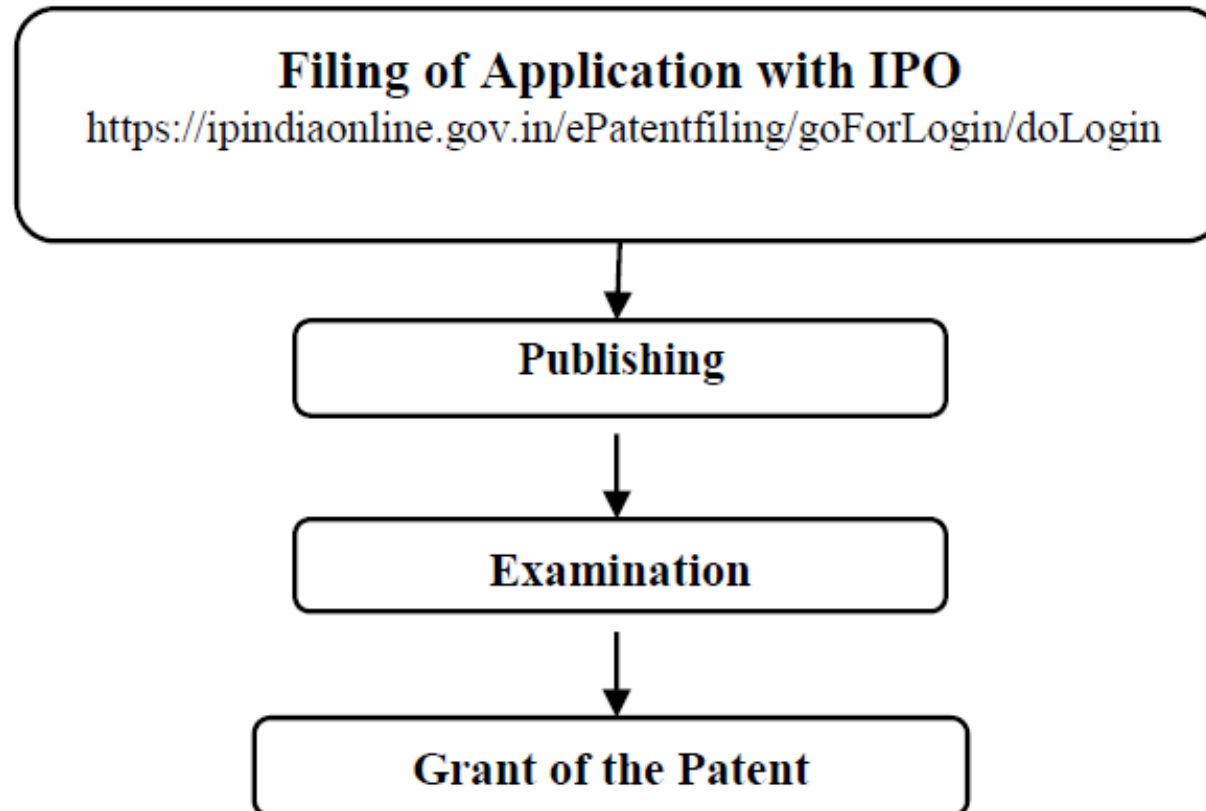 Filing of Application with IPO
https://ipindiaonline.gov.in/ePatentfiling/goForLogin/doLogin
Publishing
Examination
Grant of the Patent